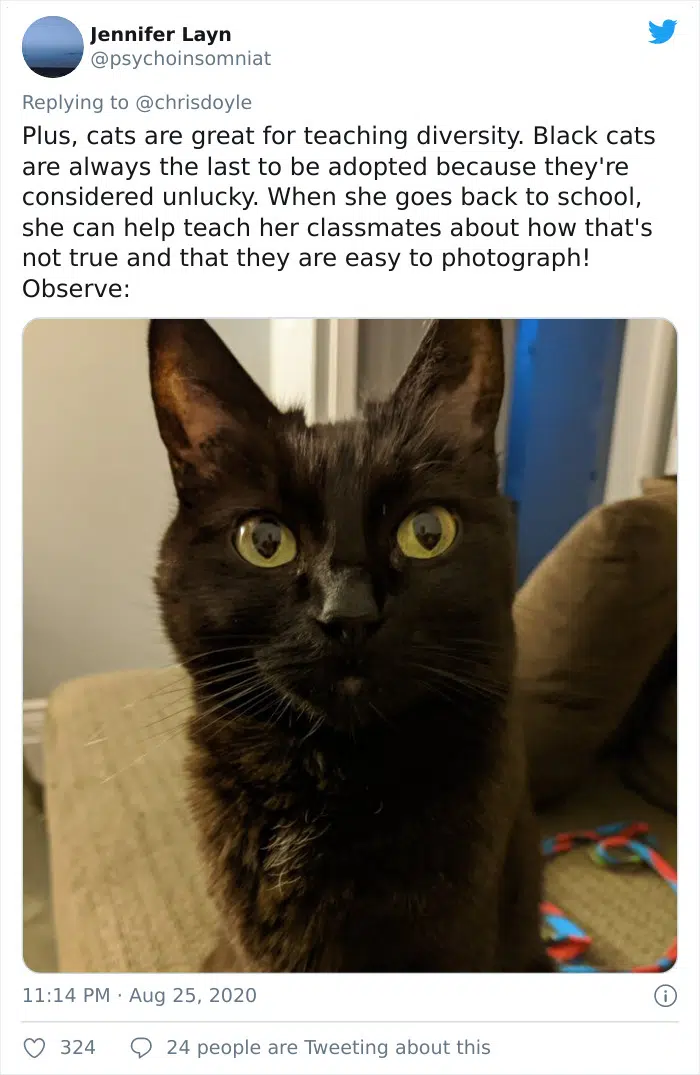 Jennifer Layn
@psychoinsomniat
Replying to @chrisdoyle
Plus, cats are great for teaching diversity. Black cats
are always the last to be adopted because they're
considered unlucky. When she goes back to school,
she can help teach her classmates about how that's
not true and that they are easy to photograph!
Observe:
11:14 PM · Aug 25, 2020
324
24 people are Tweeting about this